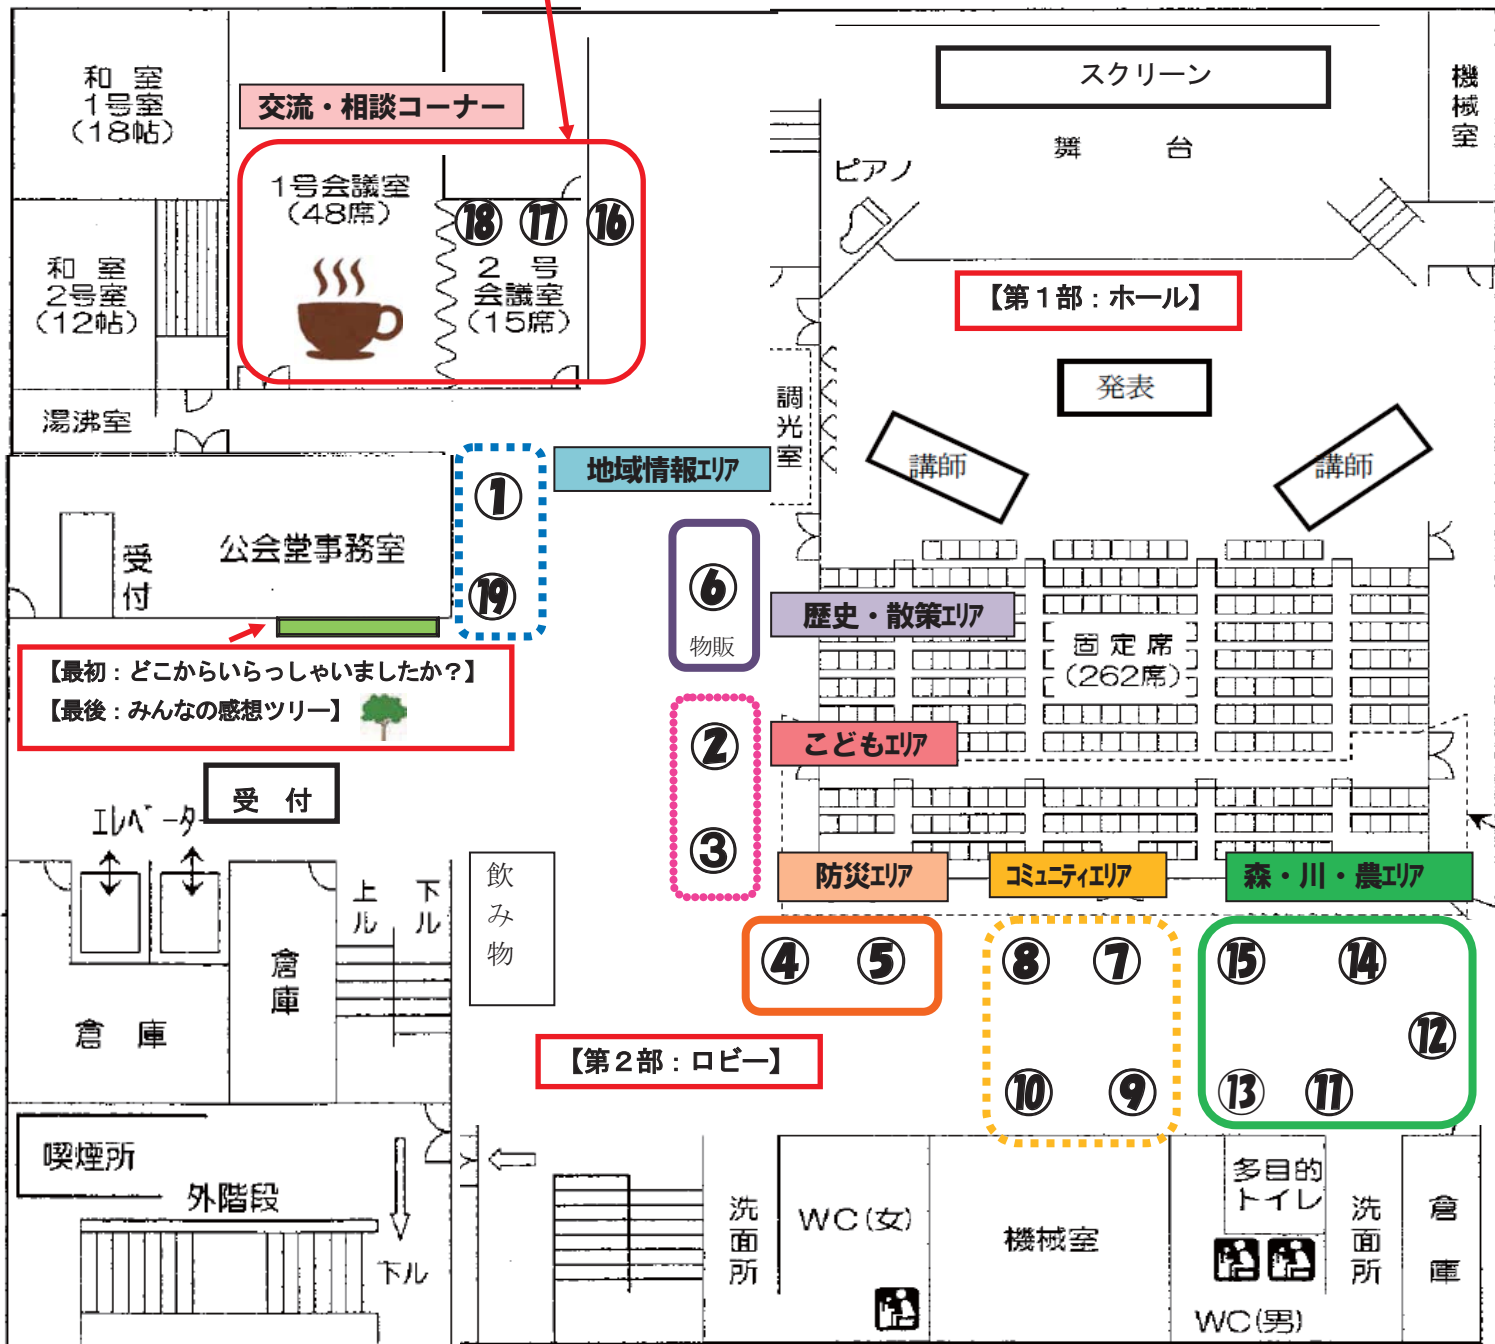 スクリーン
舞　台
ピアノ
機械室
和 室
1号室
(18帖)
交流・相談コーナー
1号会議室
(48席)
⑱
⑰
⑯
2 号
会議室
(15席)
和 室
2号室
(12帖)
【第１部：ホール】
発表
講師
講師
調光室
湯沸室
地域情報エリア
①
⑲
公会堂事務室
受付
⑥
物販
歴史・散策エリア
固定席
(262席)
【最初：どこからいらっしゃいましたか？】
【最後：みんなの感想ツリー】
②
③
こどもエリア
受　付
エレベーター
飲み物
上ル
下ル
倉庫
倉 庫
防災エリア
コミュニティエリア
森・川・農エリア
④
⑤
⑧
⑦
⑩
⑨
⑮
⑭
⑫
⑬
⑪
【第２部：ロビー】
喫煙所
外階段
下ル
洗面所
WC(女)
機械室
多目的
トイレ
WC(男)
洗面所
倉庫